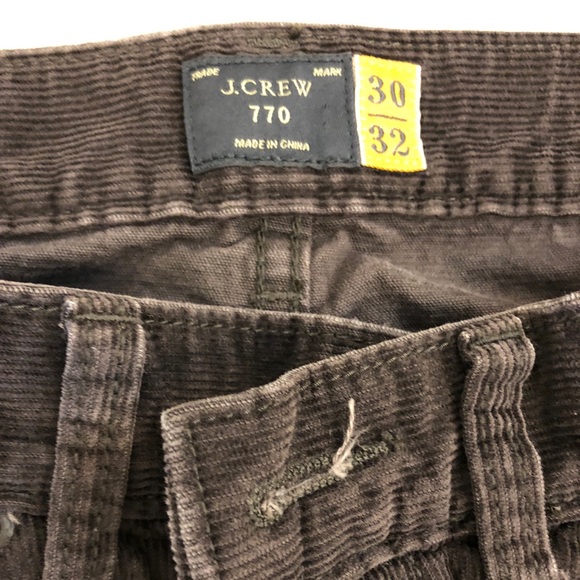 TRADE MARK
J.CREW
770
MADE IN CHINA
30
32